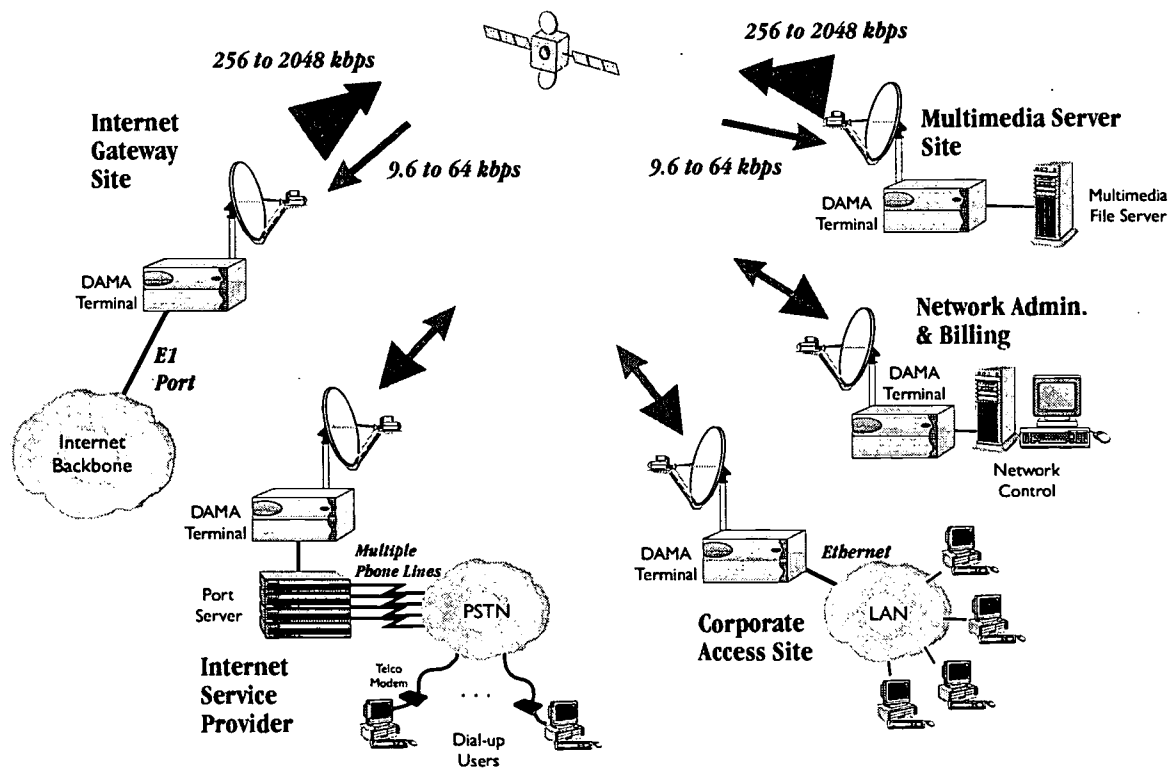 256 to 2048 kbps
256 to 2048 kbps
Internet
Gateway
Site
9.6 to 64 kbps
9.6 to 64 kbps
Multimedia Server
Site
DAMA
Terminal
Multimedia
File Server
DAMA
Terminal
E1
Port
Internet
Backbone
Network Admin.
& Billing
DAMA
Terminal
Network
Control
DAMA
Terminal
Multiple
Phone Lines
Port
Server
PSTN
Internet
Service
Provider
Telco
Modem
. . .
Dial-up
Users
DAMA
Terminal
Ethernet
LAN
Corporate
Access Site